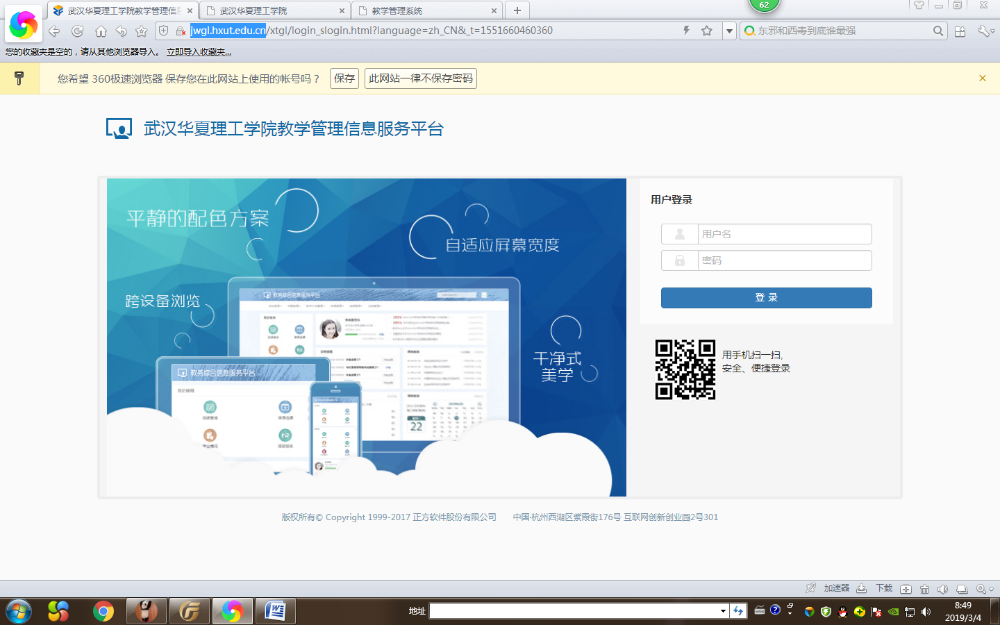 62
武汉华夏理工学院教学管理信息
武汉华夏理工学院
教学管理系统
jwgl.hxut.edu.cn/xtgl/login_slogin.html?language=zh_CN&_t=1551660460360
东邪和西毒到底谁最强
您的收藏夹是空的，请从其他浏览器导入。 立即导入收藏夹...
您希望 360极速浏览器 保存您在此网站上使用的帐号吗？ 保存 此网站一律不保存密码
武汉华夏理工学院教学管理信息服务平台
平静的配色方案
自适应屏幕宽度
跨设备浏览
干净式
美学
教务综合信息服务平台
22
教务综合信息服务平台
用户登录
用户名
密码
登 录
用手机扫一扫,
安全、便捷登录
版权所有© Copyright 1999-2017 正方软件股份有限公司 中国·杭州西湖区紫霞街176号 互联网创新创业园2号301
加速器
下载
地址
8:49
2019/3/4